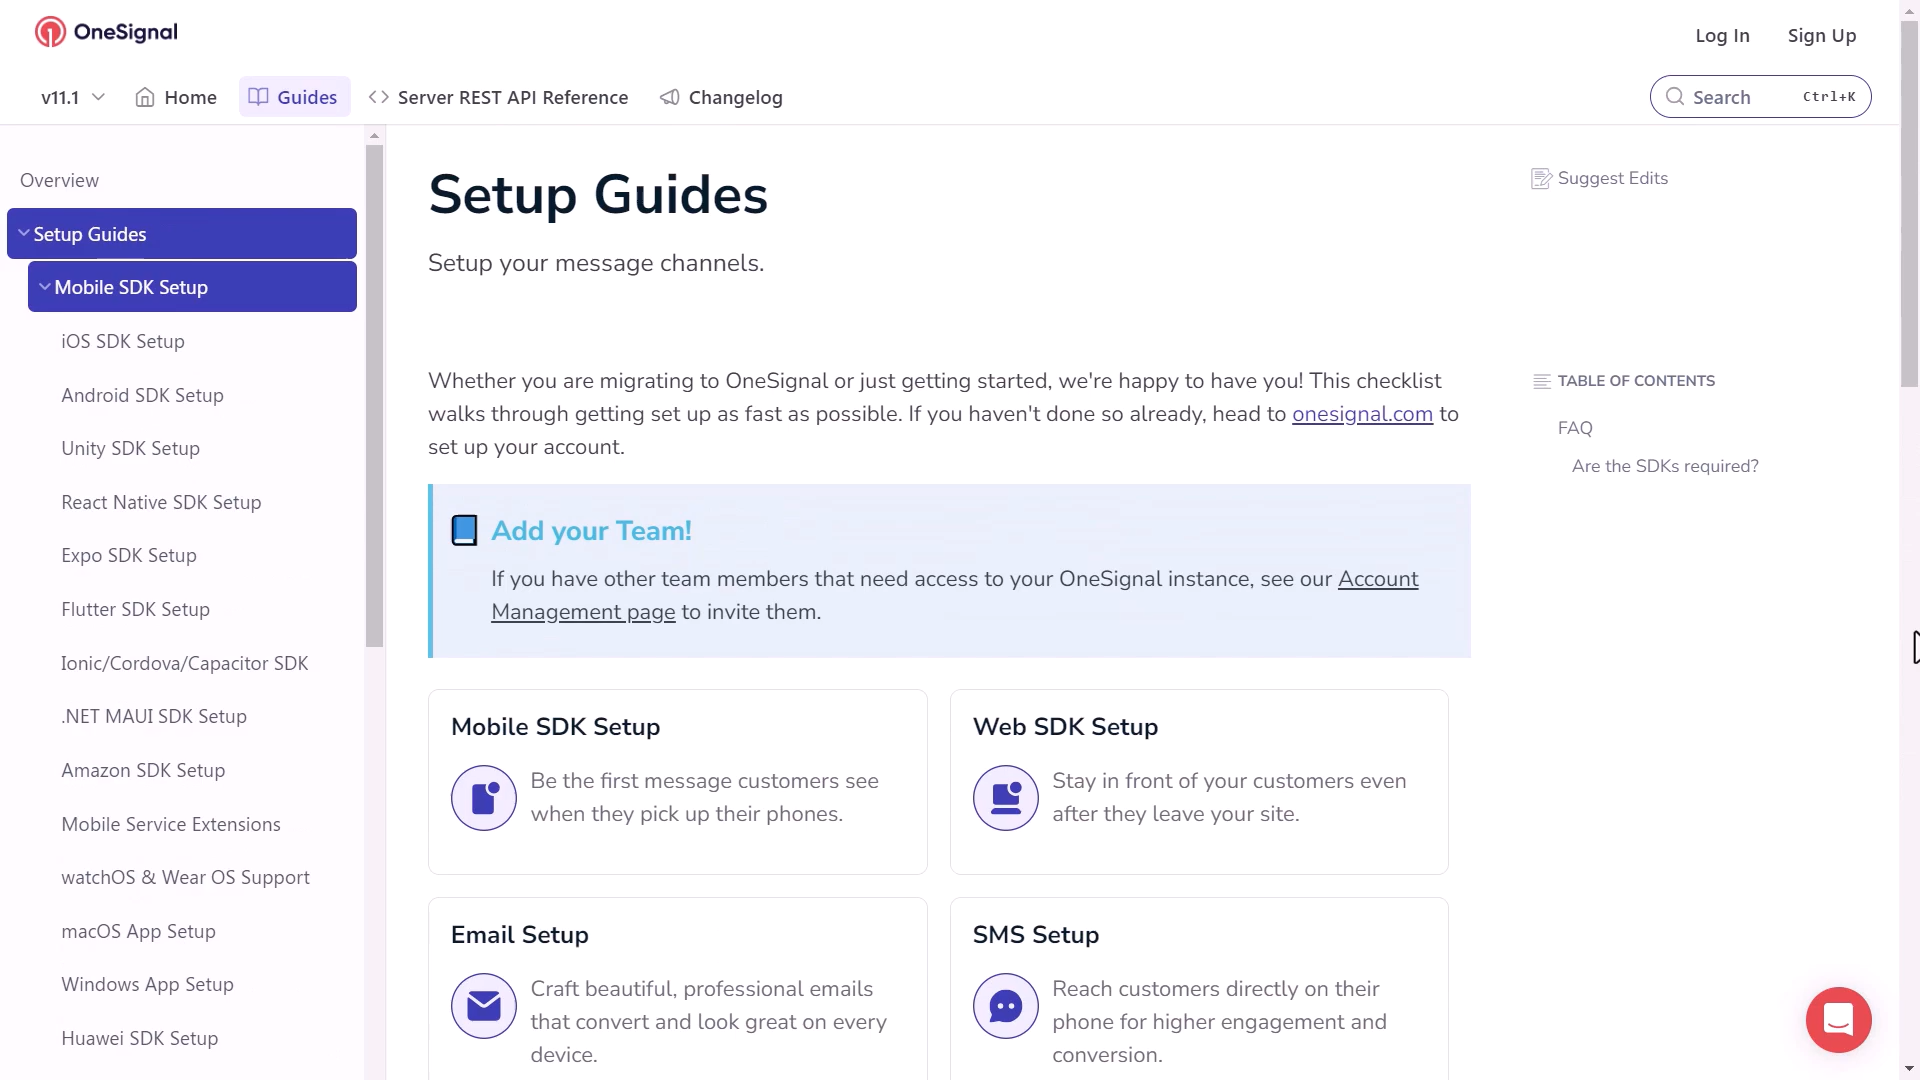 OneSignal
Log In
Sign Up
v11.1
Home
Guides
Server REST API Reference
Changelog
Search
Ctrl+K
Overview
Setup Guides
Mobile SDK Setup
iOS SDK Setup
Android SDK Setup
Unity SDK Setup
React Native SDK Setup
Expo SDK Setup
Flutter SDK Setup
Ionic/Cordova/Capacitor SDK
.NET MAUI SDK Setup
Amazon SDK Setup
Mobile Service Extensions
watchOS & Wear OS Support
macOS App Setup
Windows App Setup
Huawei SDK Setup
Setup Guides
Setup your message channels.
Whether you are migrating to OneSignal or just getting started, we're happy to have you! This checklist
walks through getting set up as fast as possible. If you haven't done so already, head to onesignal.com to
set up your account.
Add your Team!
If you have other team members that need access to your OneSignal instance, see our Account
Management page to invite them.
Mobile SDK Setup
Be the first message customers see
when they pick up their phones.
Web SDK Setup
Stay in front of your customers even
after they leave your site.
Email Setup
Craft beautiful, professional emails
that convert and look great on every
device.
SMS Setup
Reach customers directly on their
phone for higher engagement and
conversion.
Suggest Edits
TABLE OF CONTENTS
FAQ
Are the SDKs required?